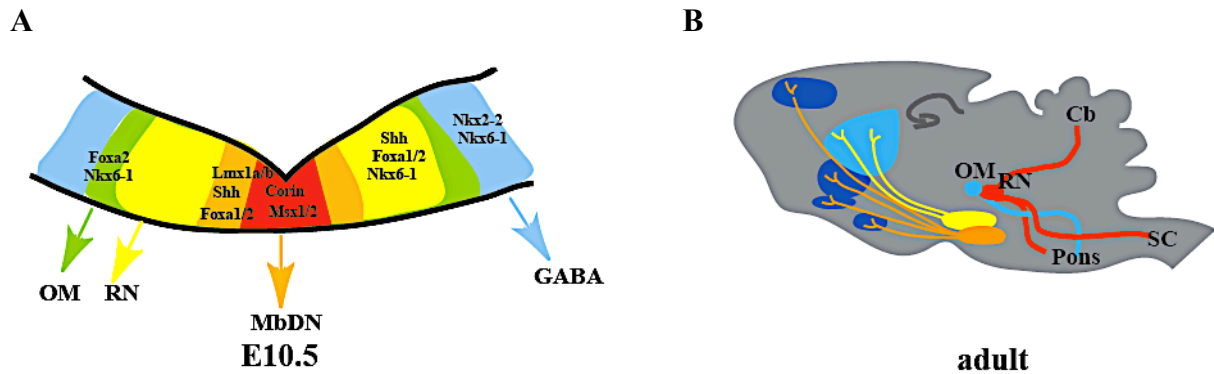 A
B
Foxa2
Nkx6-1
Lmx1a/b
Shh
Foxa1/2
Corin
Msx1/2
Shh
Foxa1/2
Nkx6-1
Nkx2-2
Nkx6-1
OM
RN
MbDN
GABA
E10.5
Cb
OM
RN
SC
Pons
adult